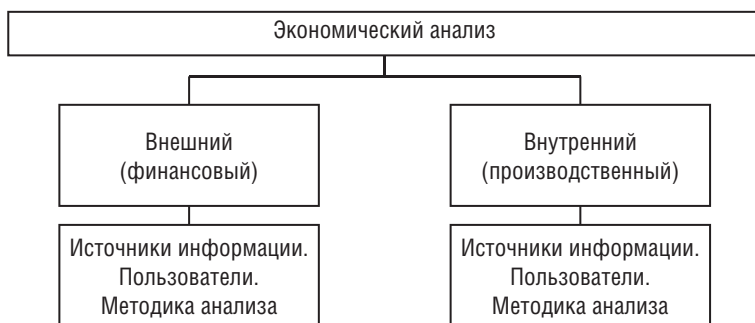 Экономический анализ
Внешний
(финансовый)
Внутренний
(производственный)
Источники информации.
Пользователи.
Методика анализа
Источники информации.
Пользователи.
Методика анализа